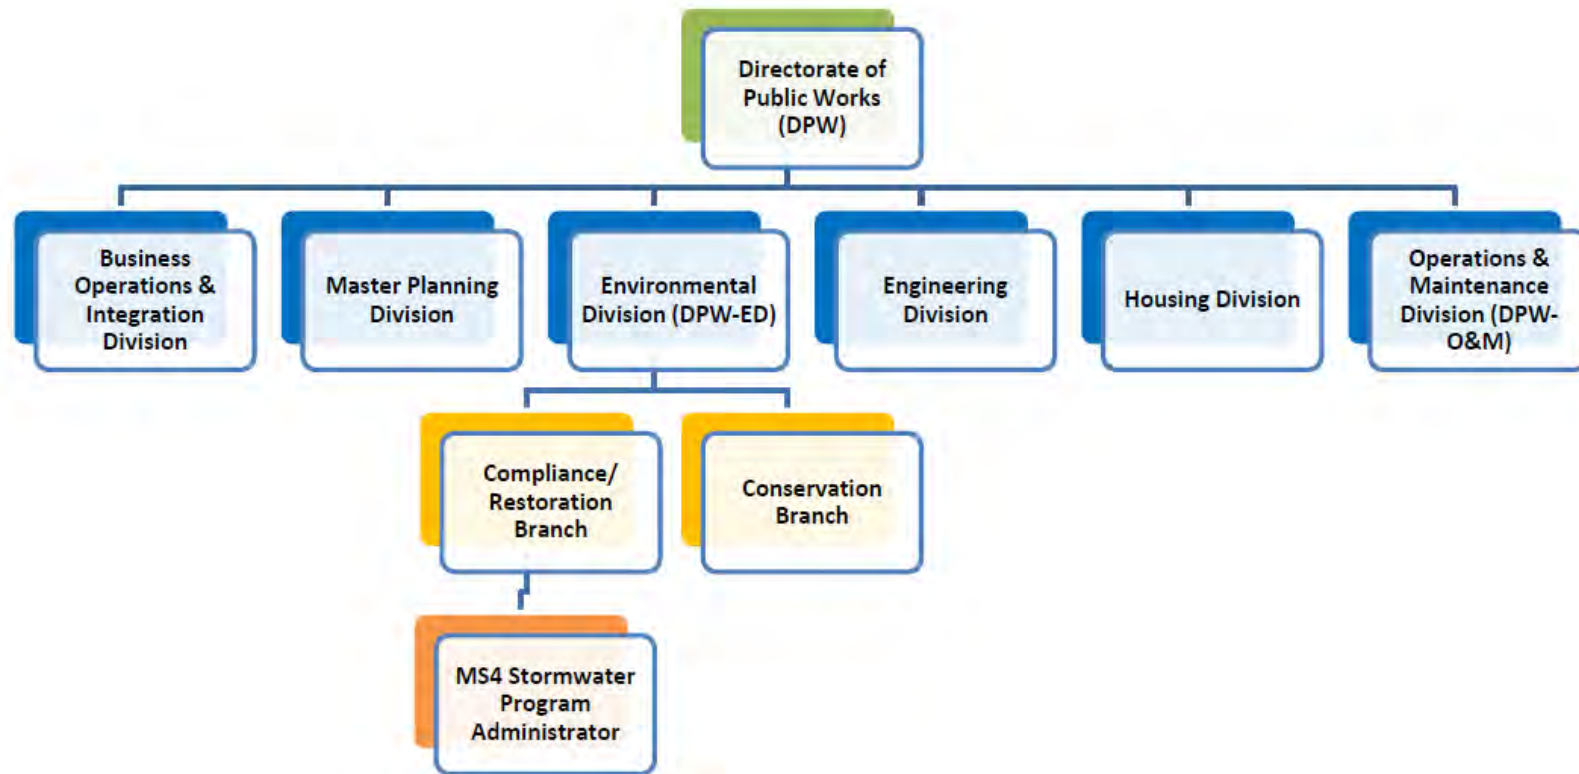 Directorate of
Public Works
(DPW)
Business
Operations &
Integration
Division
Master Planning
Division
Environmental
Division (DPW-ED)
Engineering
Division
Housing Division
Operations &
Maintenance
Division (DPW-
O&M)
Compliance/
Restoration
Branch
Conservation
Branch
MS4 Stormwater
Program
Administrator